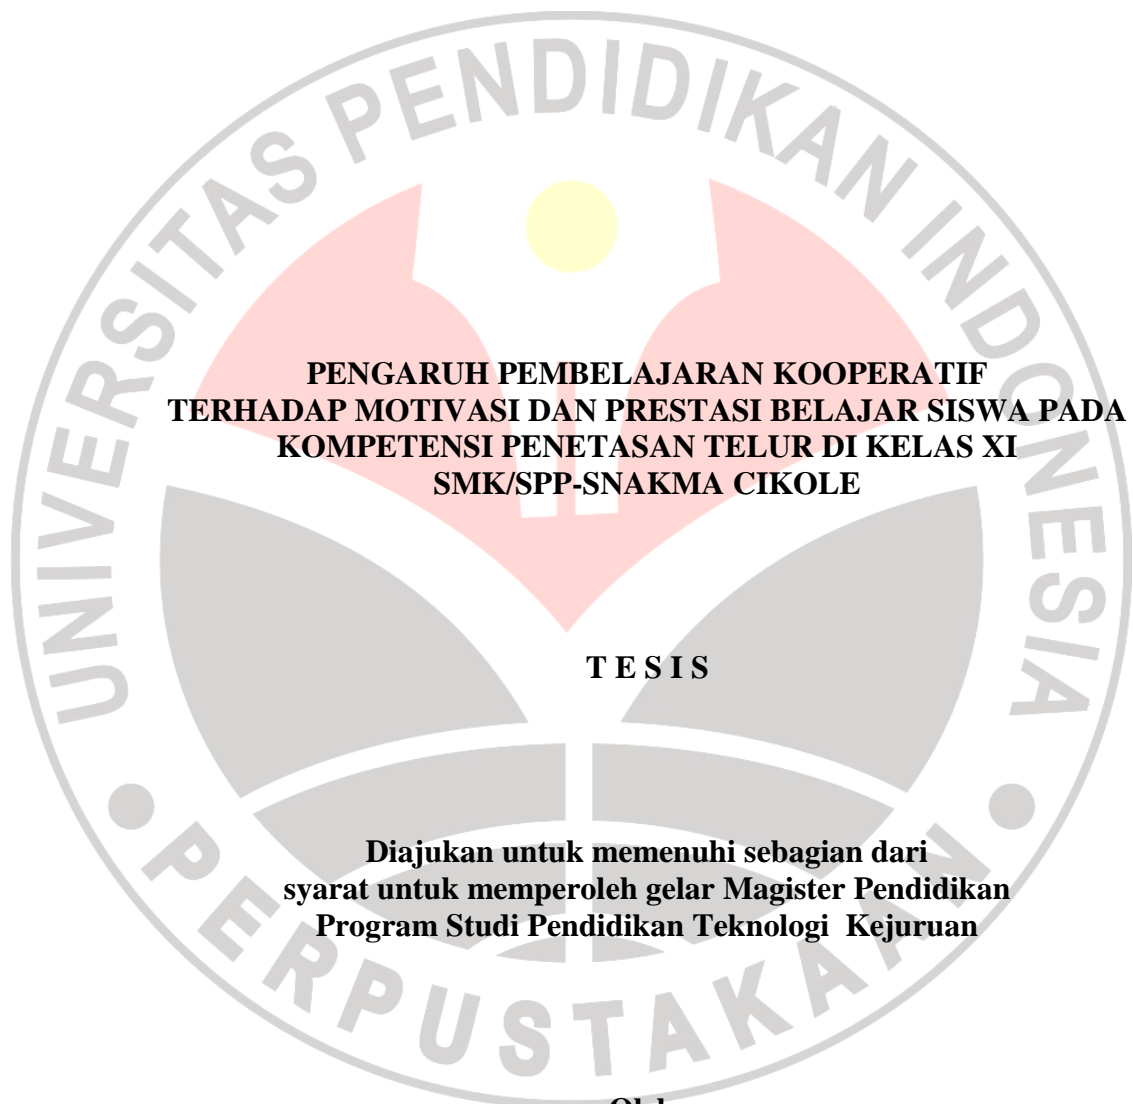 UNIVERSITAS PENDIDIKAN INDONESIA
PENGARUH PEMBELAJARAN KOOPERATIF
TERHADAP MOTIVASI DAN PRESTASI BELAJAR SISWA PADA
KOMPETENSI PENETASAN TELUR DI KELAS XI
SMK/SPP-SNAKMA CIKOLE
T E S I S
Diajukan untuk memenuhi sebagian dari
syarat untuk memperoleh gelar Magister Pendidikan
Program Studi Pendidikan Teknologi Kejuruan
PERPUSTAKAAN